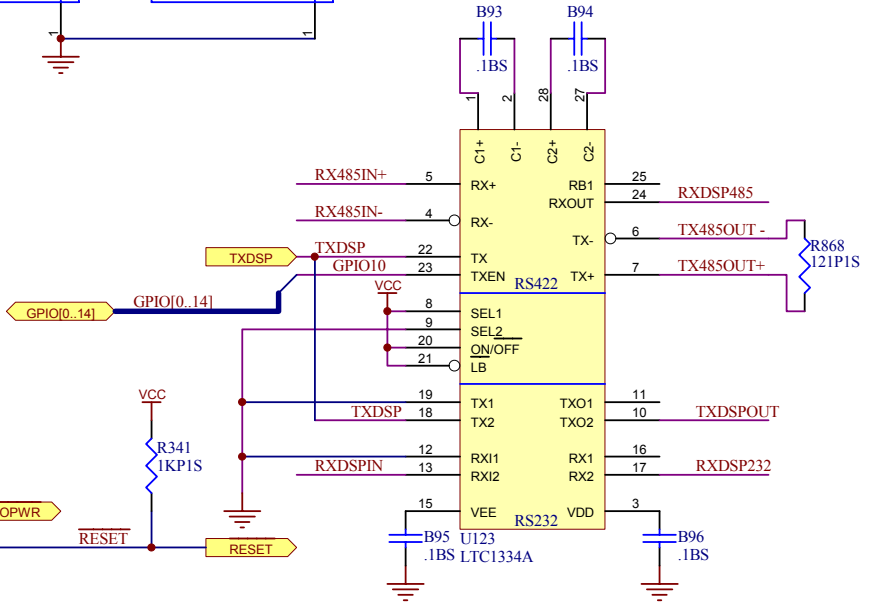 1
1
B93
B94
.1BS
.1BS
1
2
28
27
C1+
C1-
C2+
C2-
RX485IN+
5
RX+
RB1
25
RXOUT
24
RXDSP485
RX485IN-
4
RX-
TX-
6
TX485OUT -
R868
121P1S
TXDSP
TXDSP
22
TX
GPIO10
23
TXEN
TX+
7
TX485OUT+
RS422
VCC
GPIO[0..14]
GPIO[0..14]
8
SEL1
9
SEL2
20
ON/OFF
21
LB
VCC
19
TX1
TXO1
11
TXDSP
18
TX2
TXO2
10
TXDSPOUT
R341
1KP1S
12
RXI1
RX1
16
RXDSPIN
13
RXI2
RX2
17
RXDSP232
OPWR
15
VEE
VDD
3
RS232
RESET
RESET
B95
.1BS
U123
LTC1334A
B96
.1BS